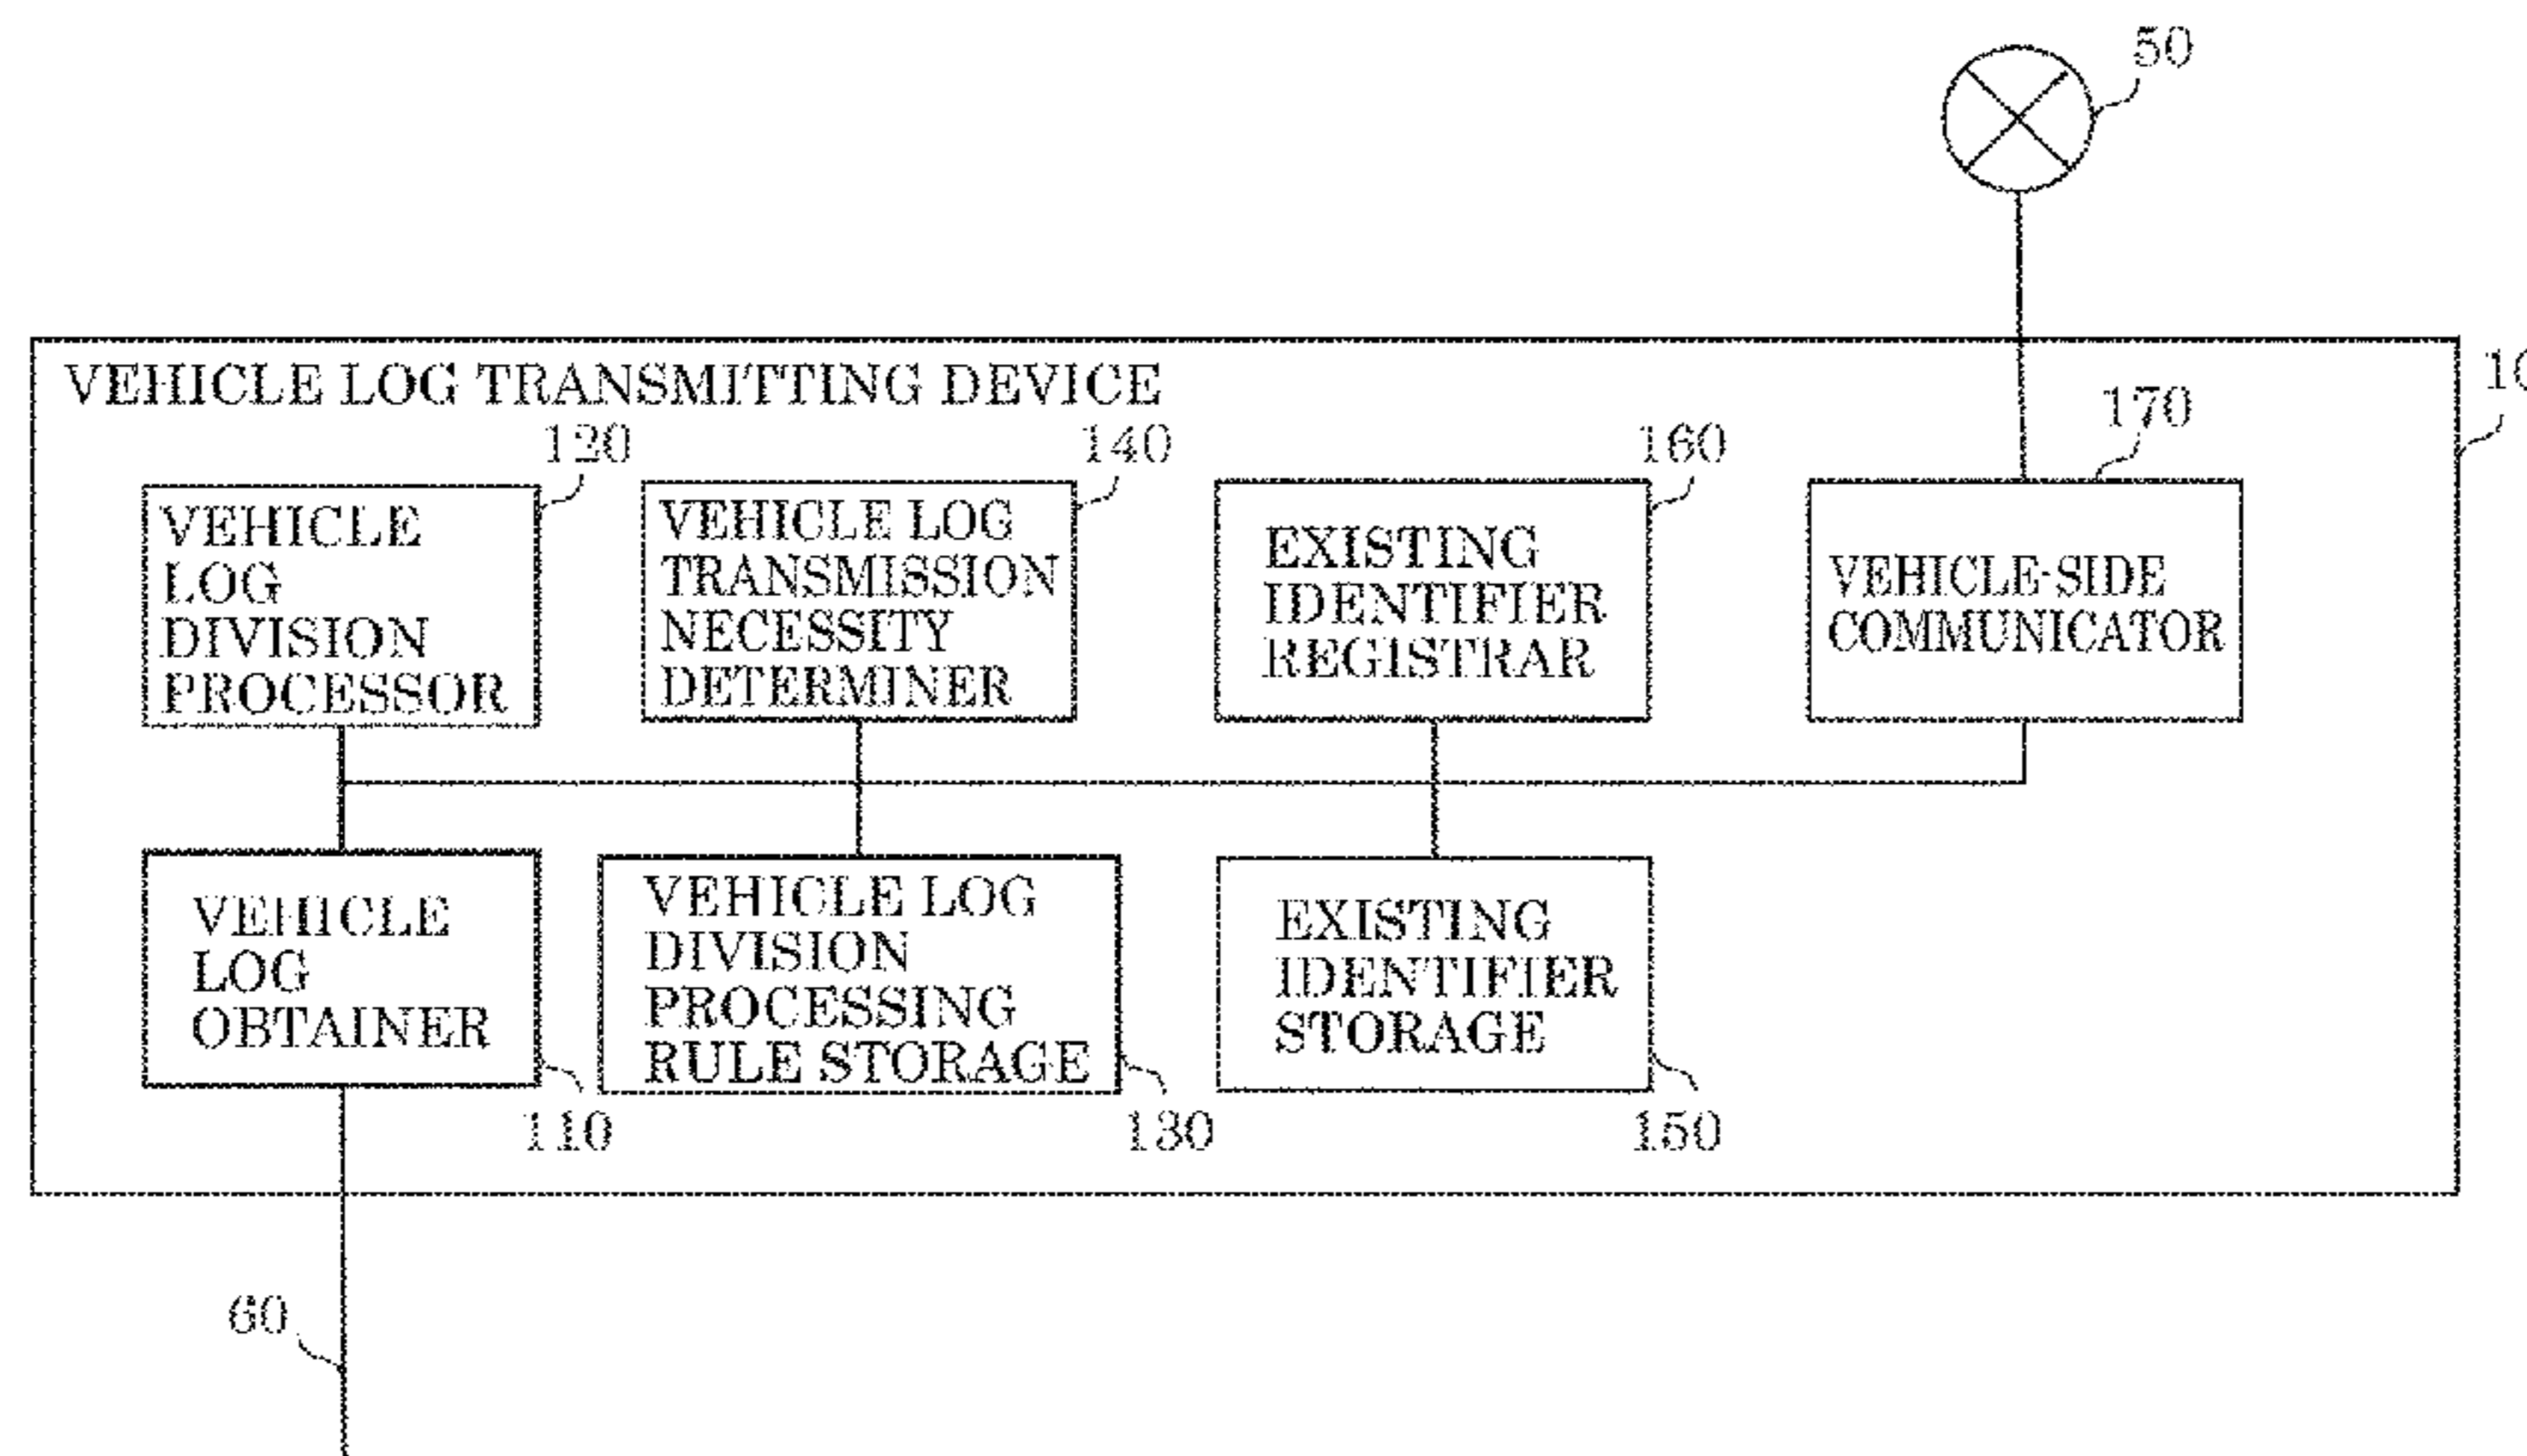 50
VEHICLE LOG TRANSMITTING DEVICE
10
120
140
160
170
VEHICLE
LOG
DIVISION
PROCESSOR
VEHICLE LOG
TRANSMISSION
NECESSITY
DETERMINER
EXISTING
IDENTIFIER
REGISTRAR
VEHICLE-SIDE
COMMUNICATOR
VEHICLE
LOG
OBTAINER
VEHICLE LOG
DIVISION
PROCESSING
RULE STORAGE
EXISTING
IDENTIFIER
STORAGE
110
130
150
60